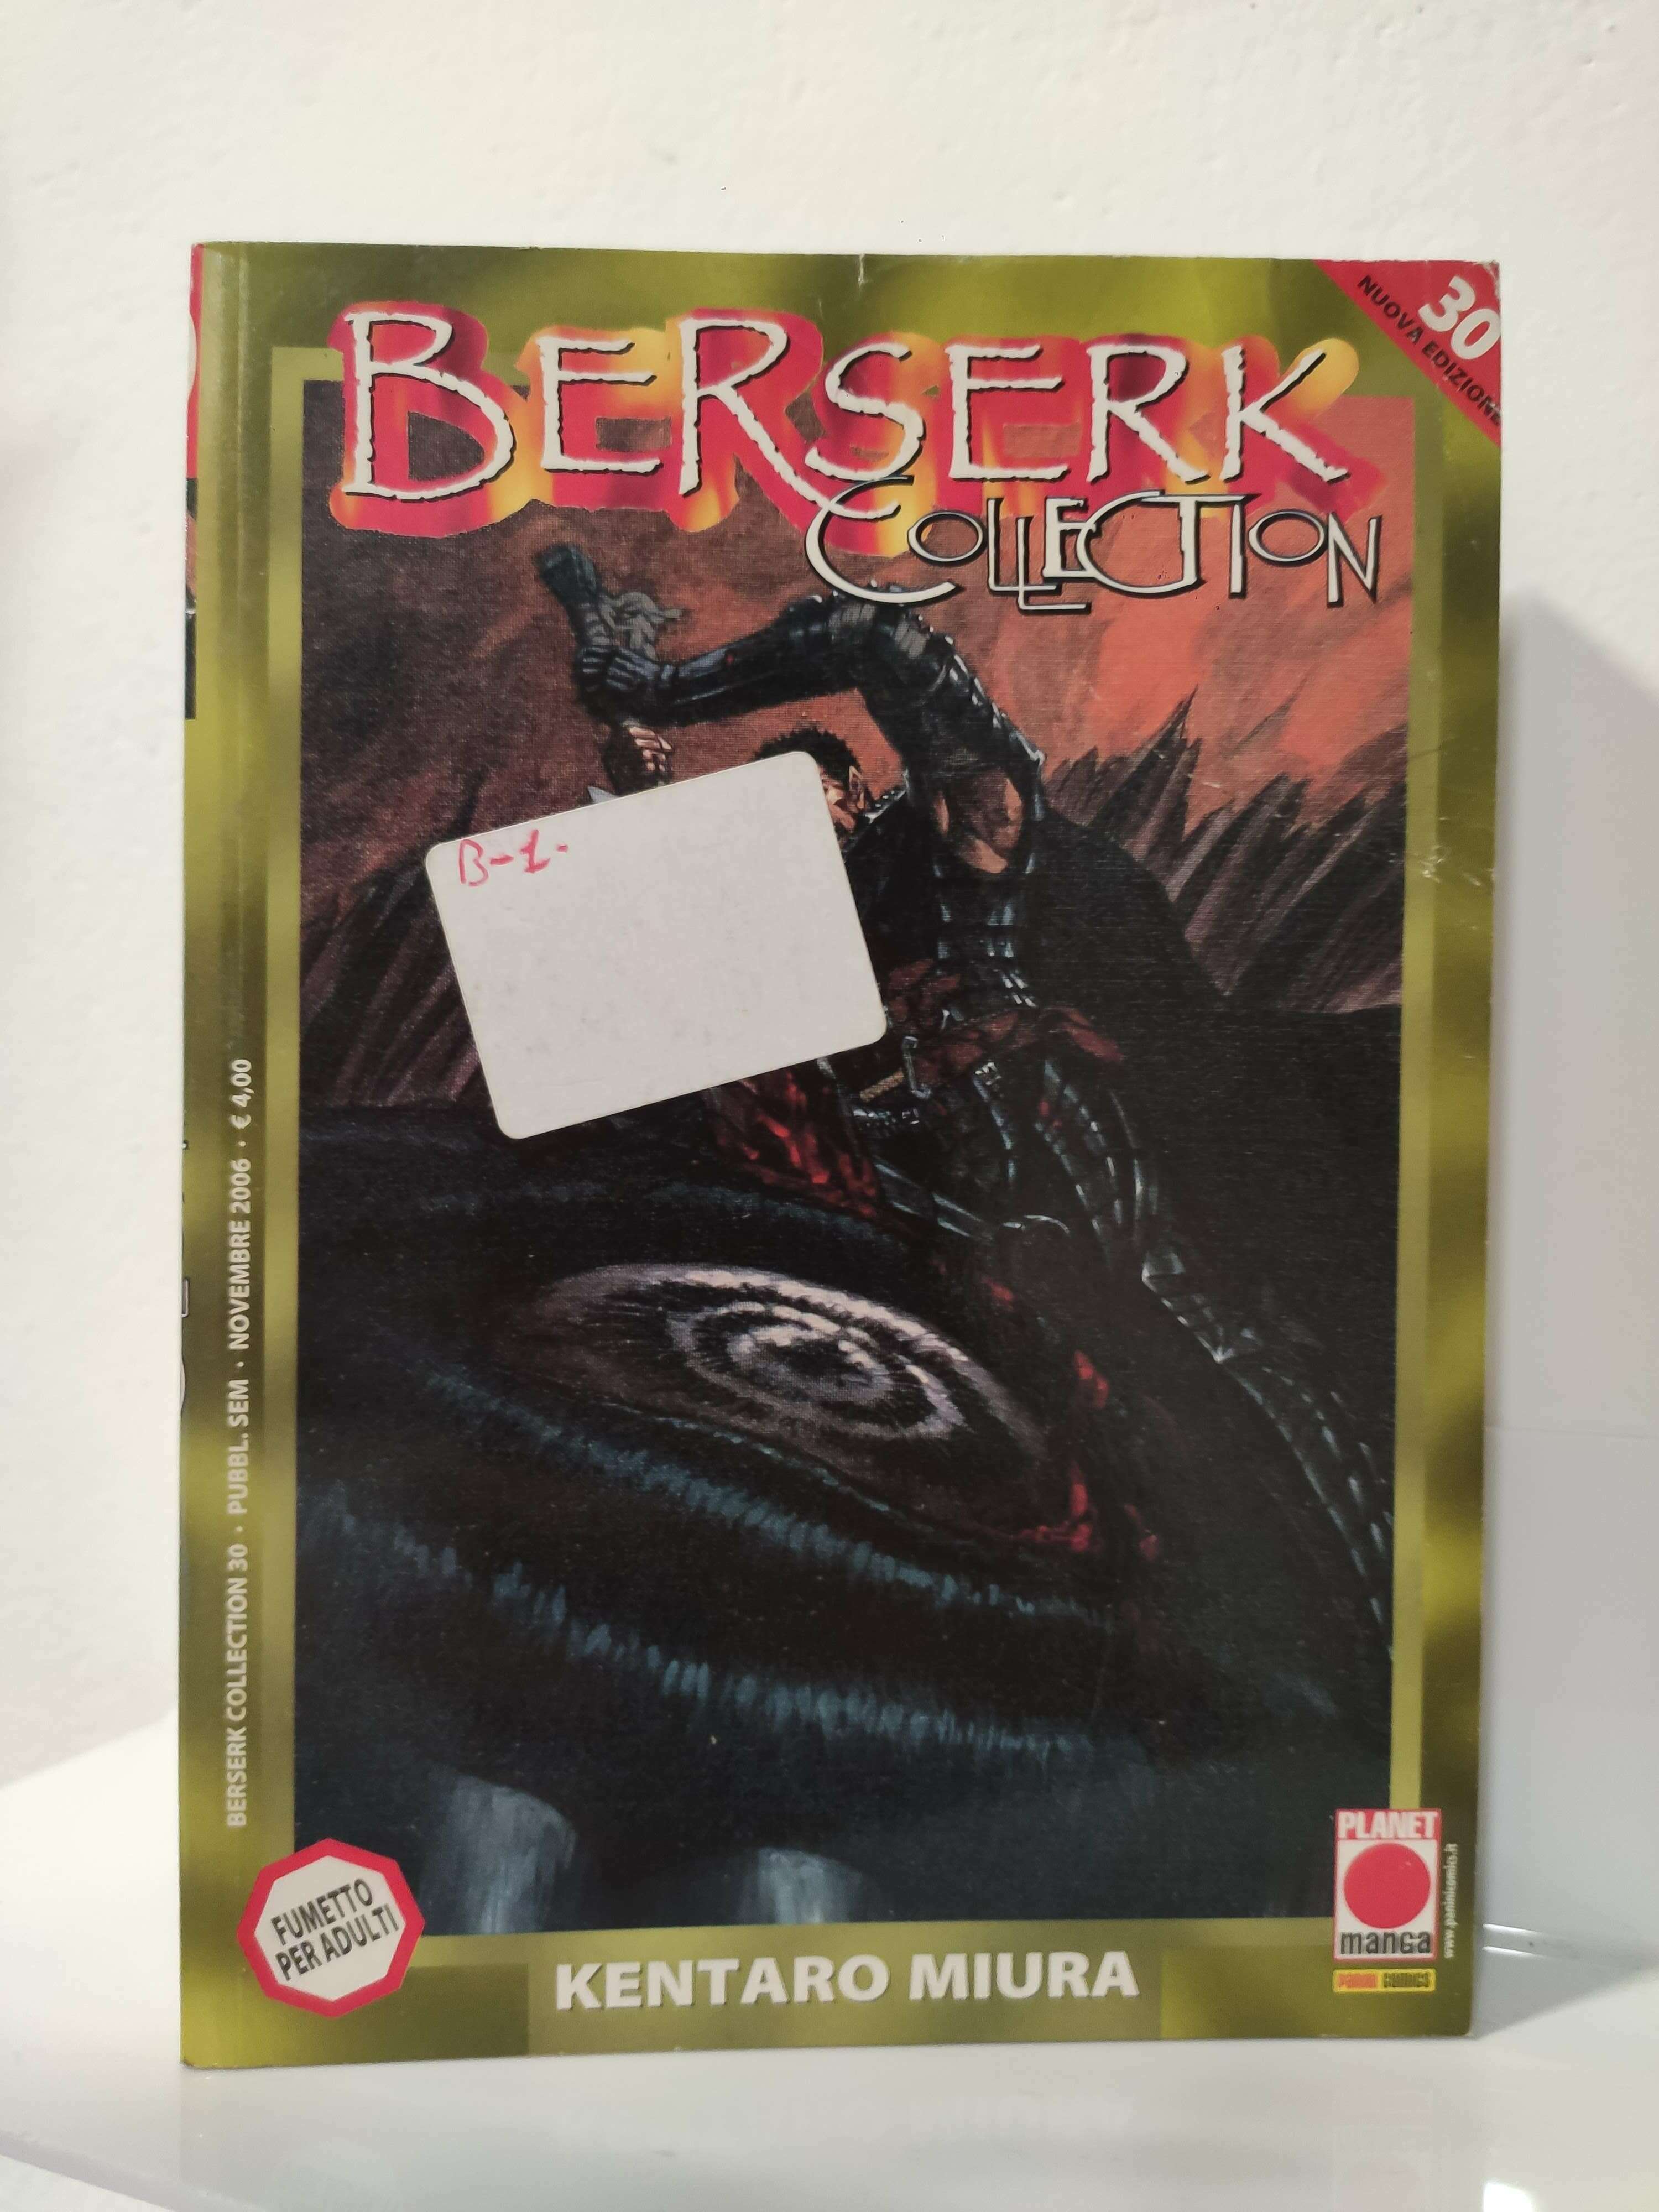 BERSERK
COLLECTION
30
NUOVA EDIZIONE
B-1-
BERSERK COLLECTION 30 • PUBBL. SEM • NOVEMBRE 2006 • € 4,00
FUMETTO
PER ADULTI
KENTARO MIURA
PLANET
manga
PANINI COMICS
www.paninicomics.it